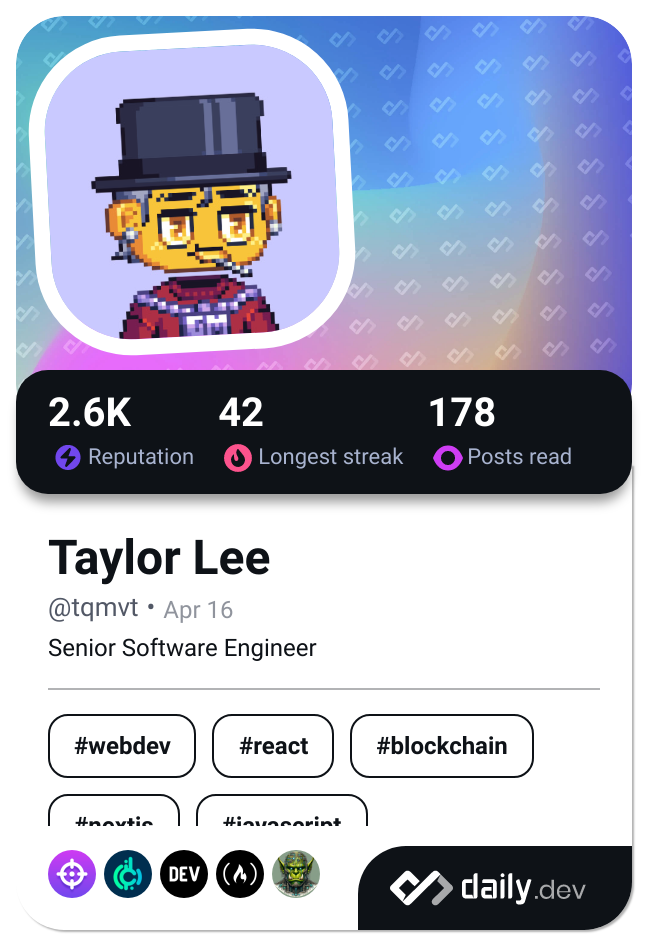 GM
2.6K 42 178
Reputation Longest streak Posts read
Taylor Lee
@tqmvt • Apr 16
Senior Software Engineer
#webdev #react #blockchain
#nextjs #javascript
DEV
daily.dev